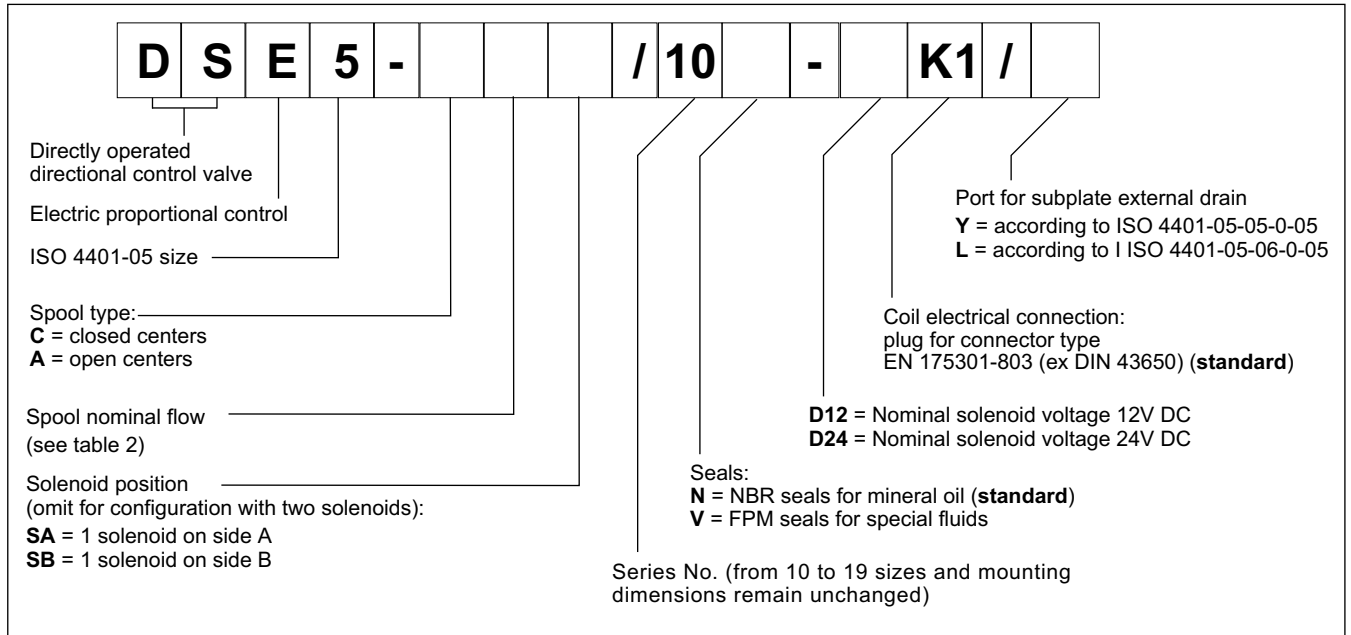 D S E 5 - / 10 - K1 /
Directly operated
directional control valve
Electric proportional control
ISO 4401-05 size
Spool type:
C = closed centers
A = open centers
Spool nominal flow
(see table 2)
Solenoid position
(omit for configuration with two solenoids):
SA = 1 solenoid on side A
SB = 1 solenoid on side B
Series No. (from 10 to 19 sizes and mounting
dimensions remain unchanged)
Seals:
N = NBR seals for mineral oil (standard)
V = FPM seals for special fluids
D12 = Nominal solenoid voltage 12V DC
D24 = Nominal solenoid voltage 24V DC
Coil electrical connection:
plug for connector type
EN 175301-803 (ex DIN 43650) (standard)
Port for subplate external drain
Y = according to ISO 4401-05-05-0-05
L = according to I ISO 4401-05-06-0-05